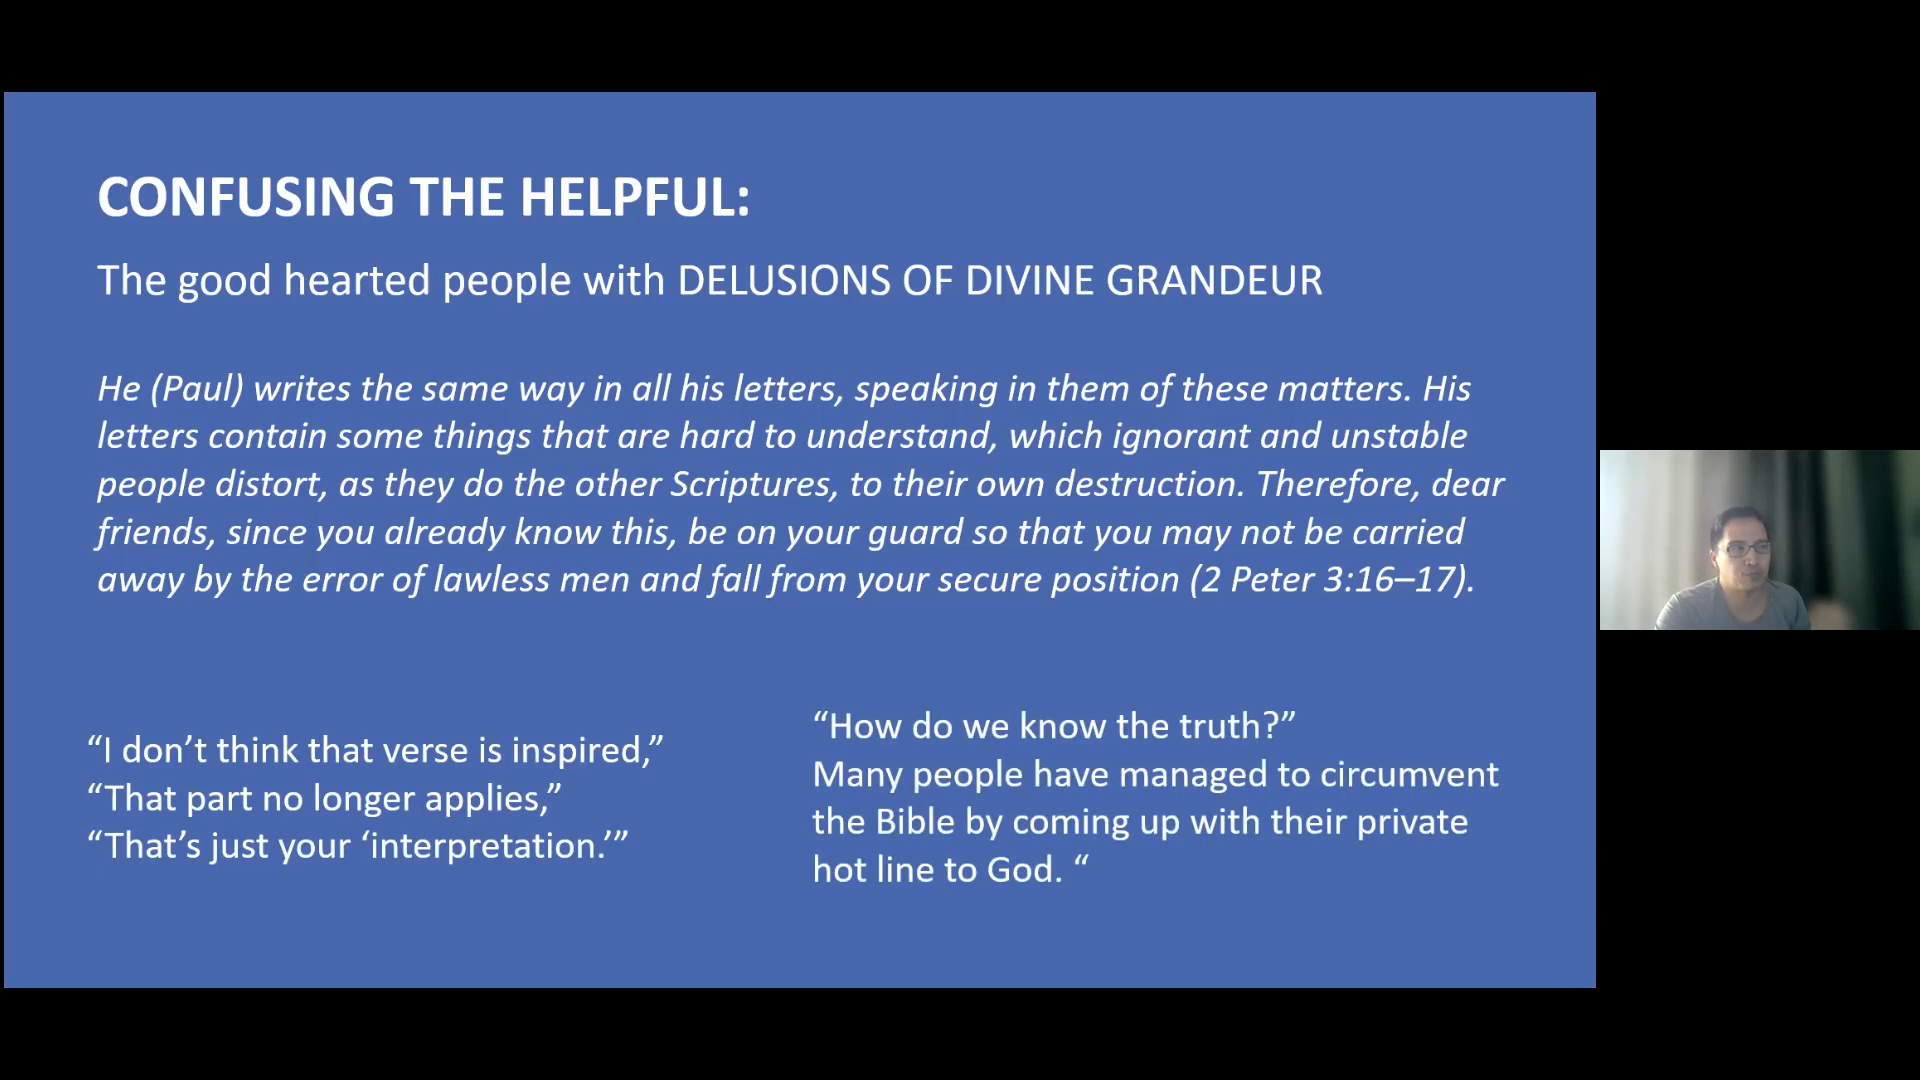 CONFUSING THE HELPFUL:
The good hearted people with DELUSIONS OF DIVINE GRANDEUR
He (Paul) writes the same way in all his letters, speaking in them of these matters. His
letters contain some things that are hard to understand, which ignorant and unstable
people distort, as they do the other Scriptures, to their own destruction. Therefore, dear
friends, since you already know this, be on your guard so that you may not be carried
away by the error of lawless men and fall from your secure position (2 Peter 3:16–17).
“I don’t think that verse is inspired,”
“That part no longer applies,”
“That’s just your ‘interpretation.’”
“How do we know the truth?”
Many people have managed to circumvent
the Bible by coming up with their private
hot line to God. “